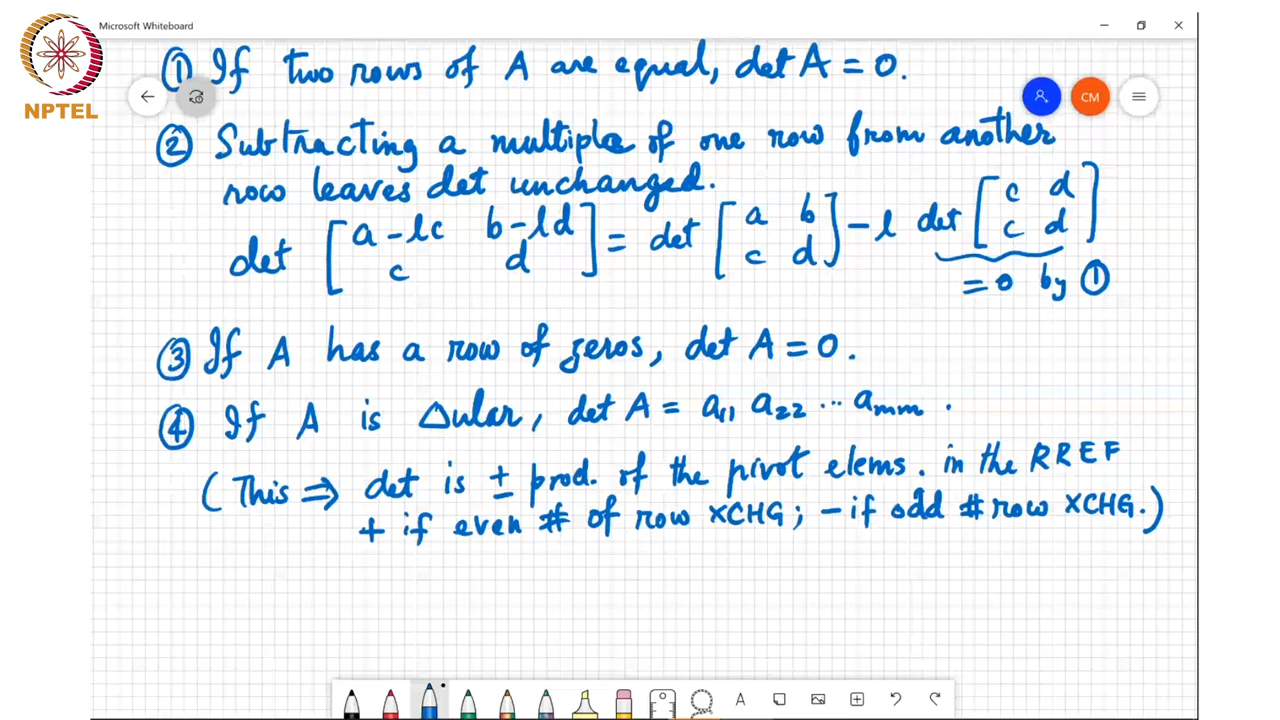 Microsoft Whiteboard
NPTEL
CM
① If two rows of A are equal, det A = 0.
② Subtracting a multiple of one row from another
row leaves det unchanged.
det [a - lc b - ld; c d] = det [a b; c d] - l det [c d; c d]
= 0 by ①
③ If A has a row of zeros, det A = 0.
④ If A is Δular, det A = a₁₁ a₂₂ ... aₘₘ.
(This ⇒ det is ± prod. of the pivot elems. in the RREF
+ if even # of row XCHG; - if odd # row XCHG.)
A